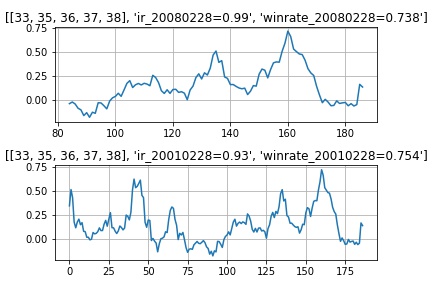 [[33, 35, 36, 37, 38], 'ir_20080228=0.99', 'winrate_20080228=0.738']
0.75
0.50
0.25
0.00
80 100 120 140 160 180
[[33, 35, 36, 37, 38], 'ir_20010228=0.93', 'winrate_20010228=0.754']
0.75
0.50
0.25
0.00
0 25 50 75 100 125 150 175